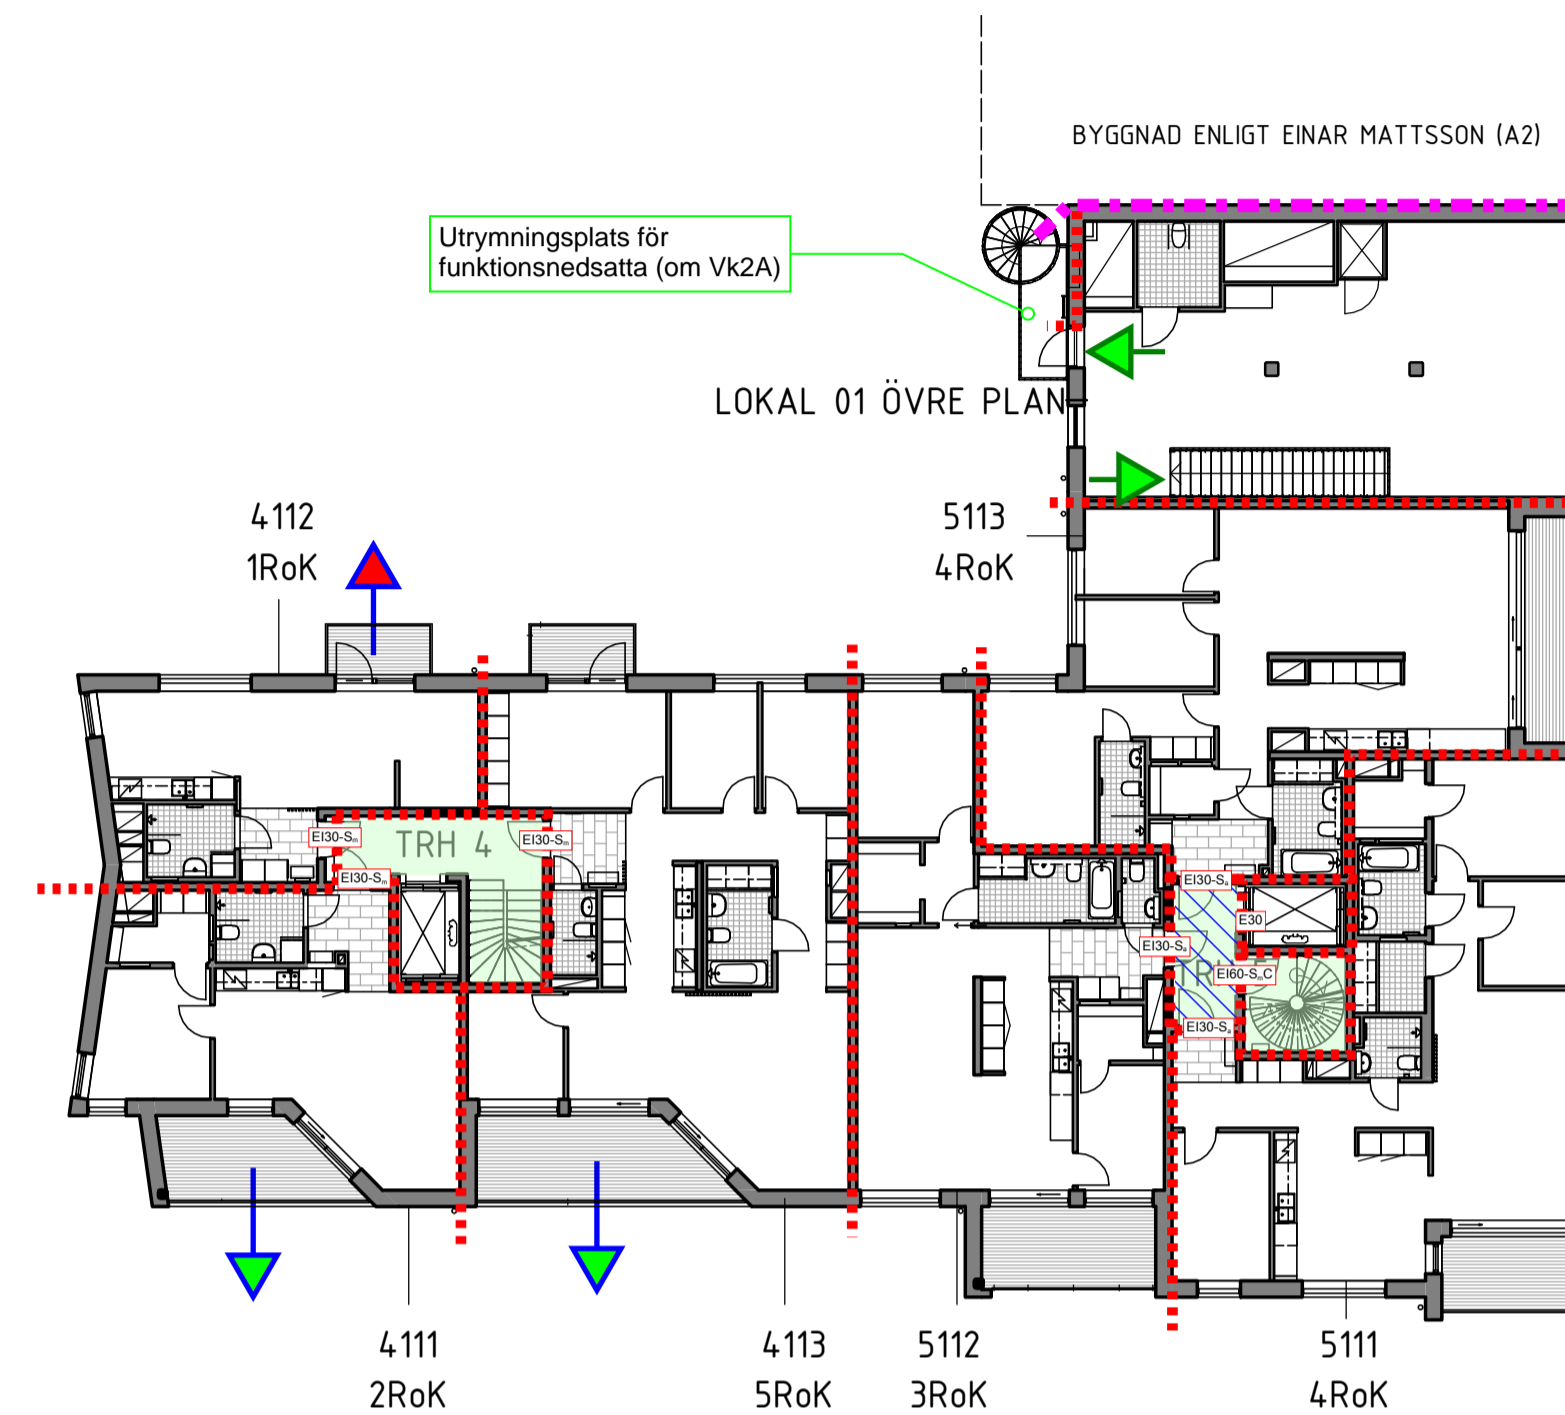 BYGGNAD ENLIGT EINAR MATTSSON (A2)
Utrymningsplats för
funktionsnedsatta (om Vk2A)
LOKAL 01 ÖVRE PLAN
4112
1RoK
5113
4RoK
TRH 4
EI30-Sₘ
EI30-Sₘ
EI30-Sₘ
EI30-Sₐ
E30
EI30-Sₐ
EI60-SₘC
EI30-Sₐ
4111
2RoK
4113
5RoK
5112
3RoK
5111
4RoK